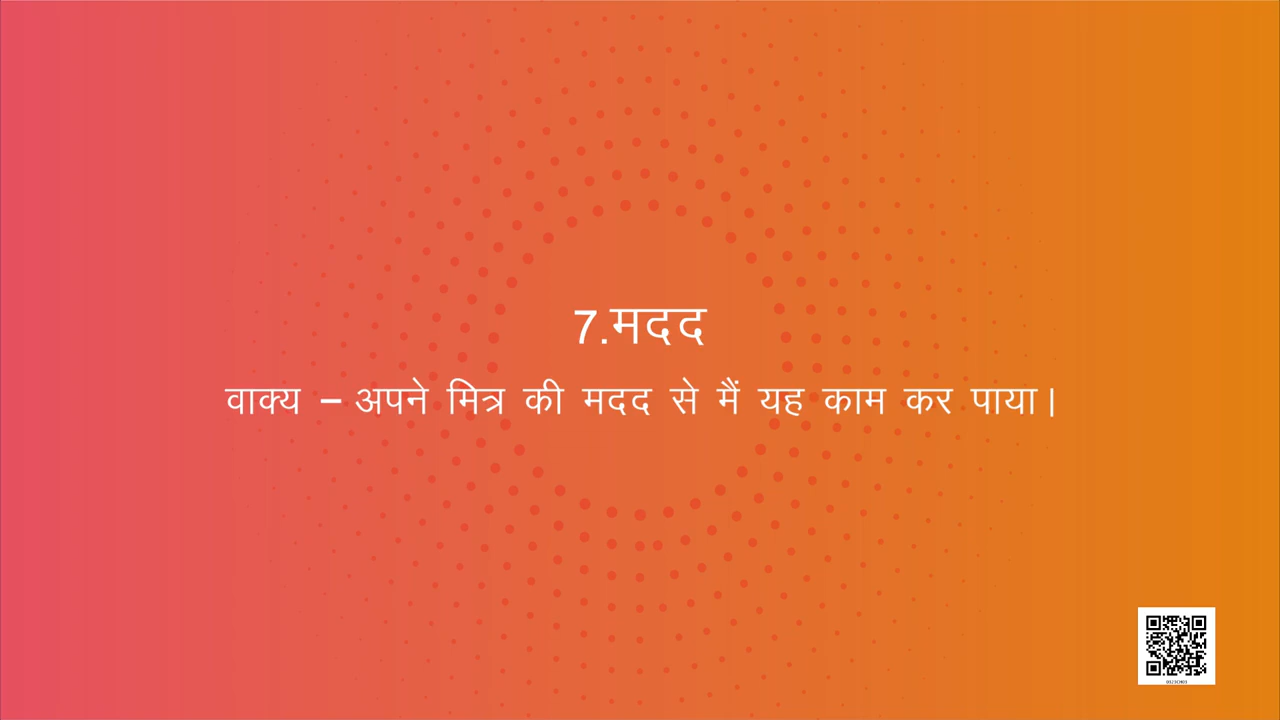 7.मदद
वाक्य – अपने मित्र की मदद से मैं यह काम कर पाया।